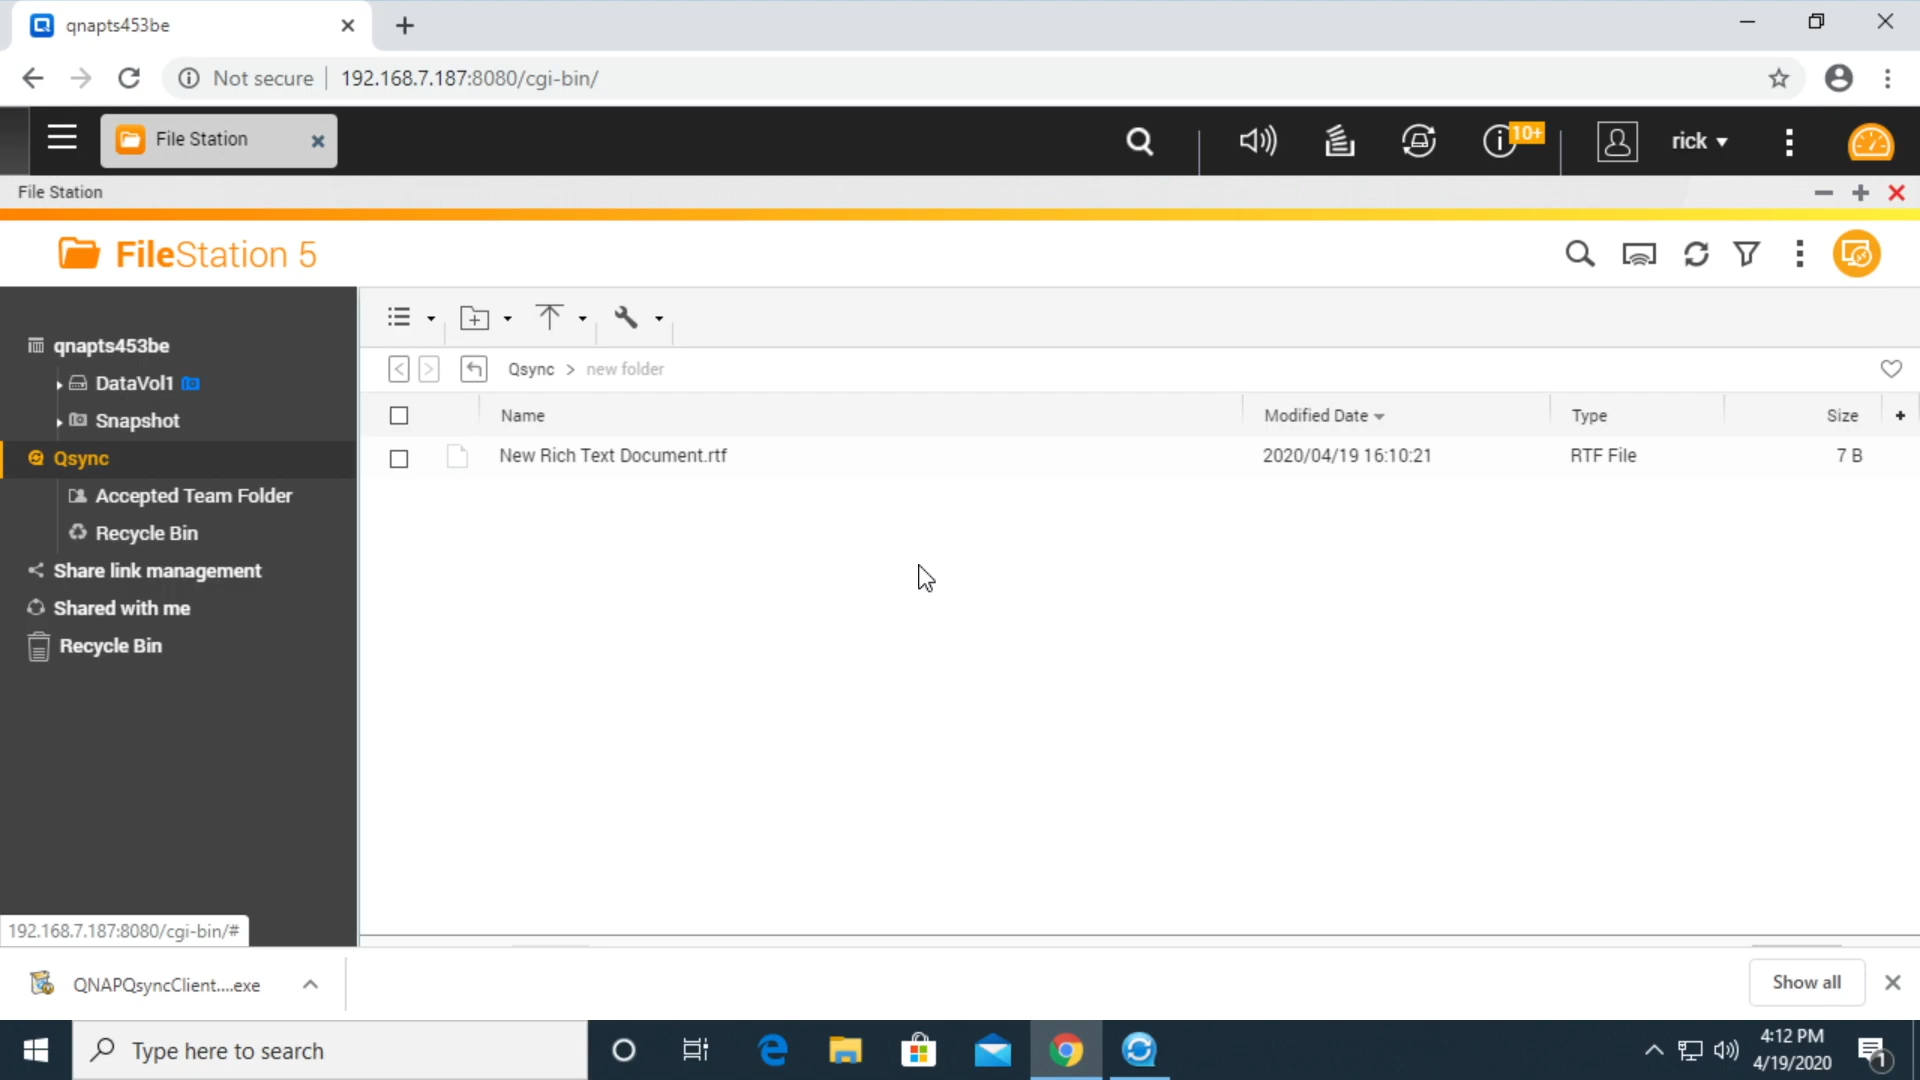 qnapts453be
Not secure
192.168.7.187:8080/cgi-bin/
File Station
10+
rick
File Station
FileStation 5
qnapts453be
DataVol1
Snapshot
Qsync
Accepted Team Folder
Recycle Bin
Share link management
Shared with me
Recycle Bin
Qsync > new folder
Name
Modified Date
Type
Size
New Rich Text Document.rtf
2020/04/19 16:10:21
RTF File
7 B
192.168.7.187:8080/cgi-bin/#
QNAPQsyncClient....exe
Show all
Type here to search
4:12 PM
4/19/2020
1